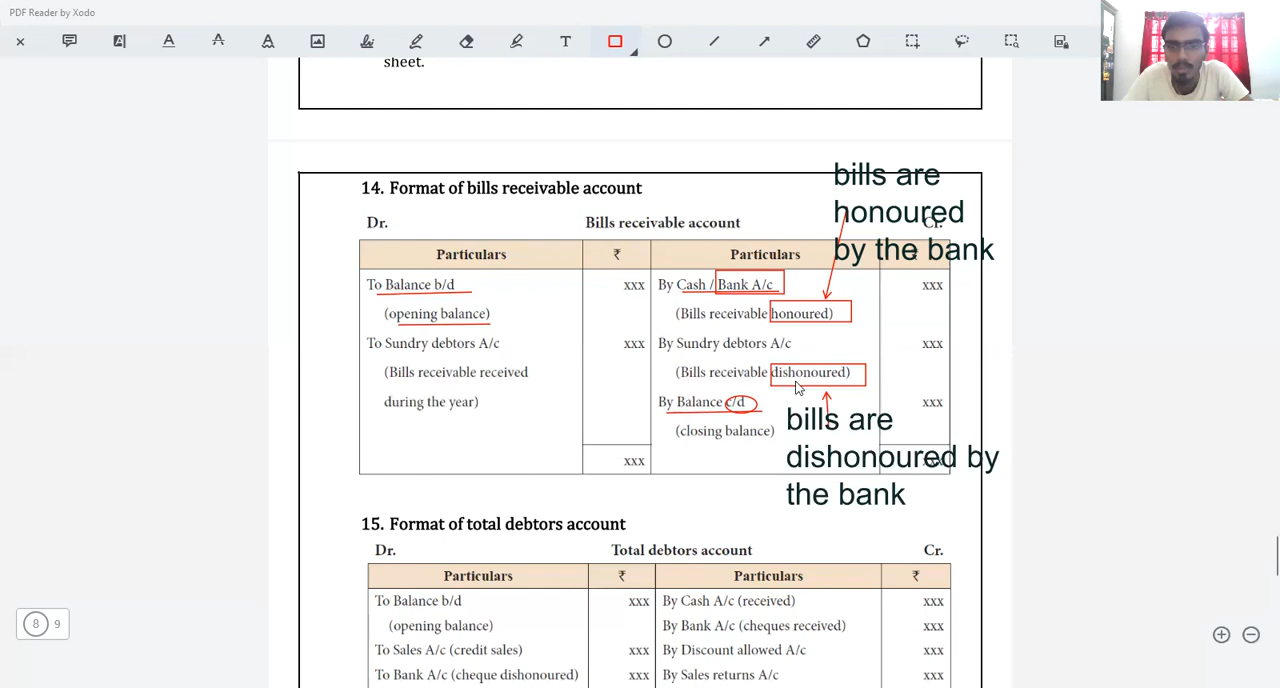 PDF Reader by Xodo
T
sheet.
bills are
honoured
by the bank
14. Format of bills receivable account
Dr. Bills receivable account Cr.
Particulars ₹ Particulars ₹
To Balance b/d xxx By Cash / Bank A/c xxx
(opening balance) (Bills receivable honoured)
To Sundry debtors A/c xxx By Sundry debtors A/c xxx
(Bills receivable received (Bills receivable dishonoured)
during the year) By Balance c/d xxx
(closing balance)
xxx xxx
bills are
dishonoured by
the bank
15. Format of total debtors account
Dr. Total debtors account Cr.
Particulars ₹ Particulars ₹
To Balance b/d xxx By Cash A/c (received) xxx
(opening balance) By Bank A/c (cheques received) xxx
To Sales A/c (credit sales) xxx By Discount allowed A/c xxx
To Bank A/c (cheque dishonoured) xxx By Sales returns A/c xxx
8 9